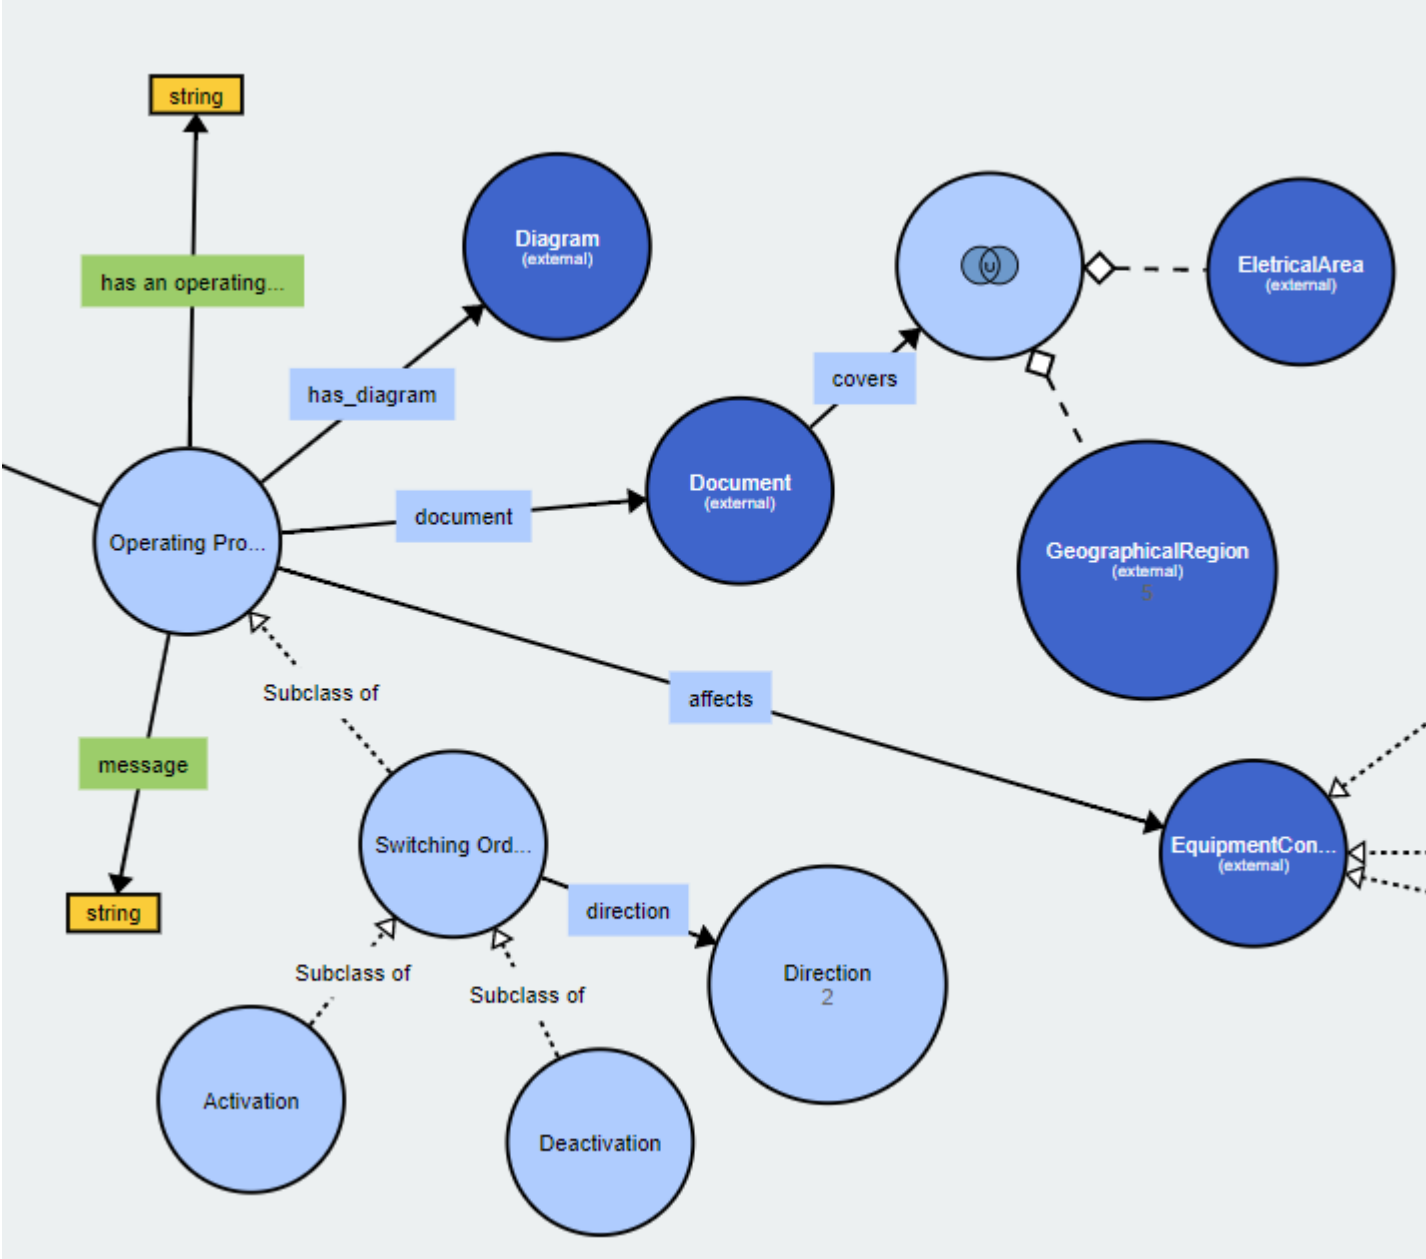 string
has an operating...
Diagram
(external)
has_diagram
U
EletricalArea
(external)
covers
Document
(external)
document
Operating Pro...
GeographicalRegion
(external)
5
Subclass of
affects
message
string
Switching Ord...
EquipmentCon...
(external)
direction
Direction
2
Subclass of
Subclass of
Activation
Deactivation